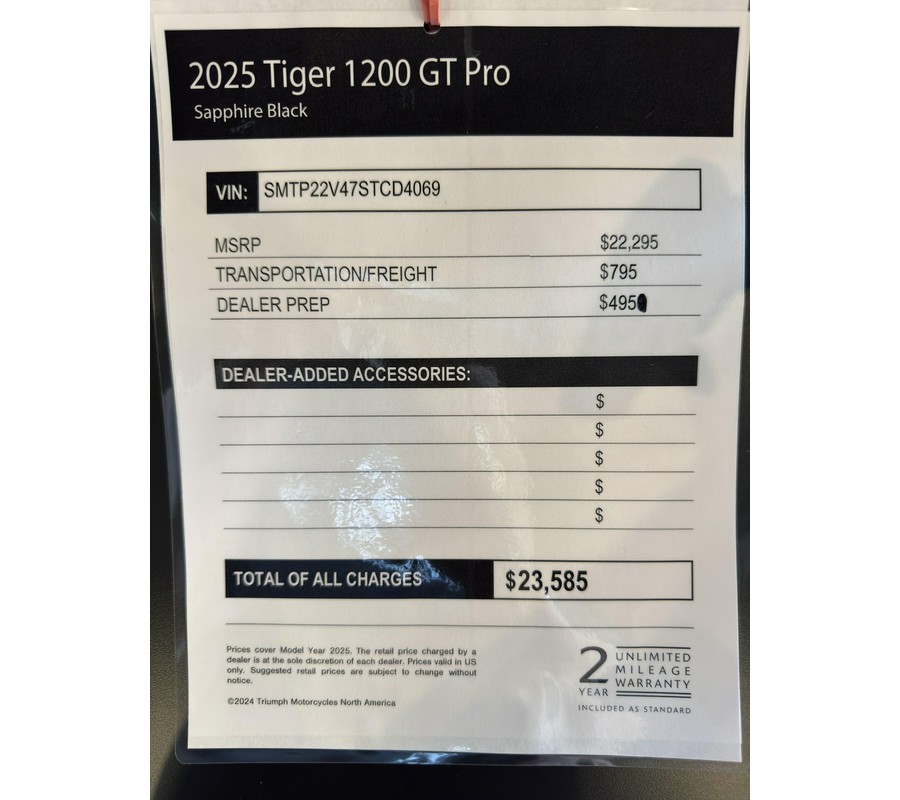 2025 Tiger 1200 GT Pro
Sapphire Black
VIN: SMTP22V47STCD4069
MSRP $22,295
TRANSPORTATION/FREIGHT $795
DEALER PREP $495
DEALER-ADDED ACCESSORIES:
$
$
$
$
$
TOTAL OF ALL CHARGES $23,585
Prices cover Model Year 2025. The retail price charged by a
dealer is at the sole discretion of each dealer. Prices valid in US
only. Suggested retail prices are subject to change without
notice.
©2024 Triumph Motorcycles North America
2 YEAR
UNLIMITED
MILEAGE
WARRANTY
INCLUDED AS STANDARD